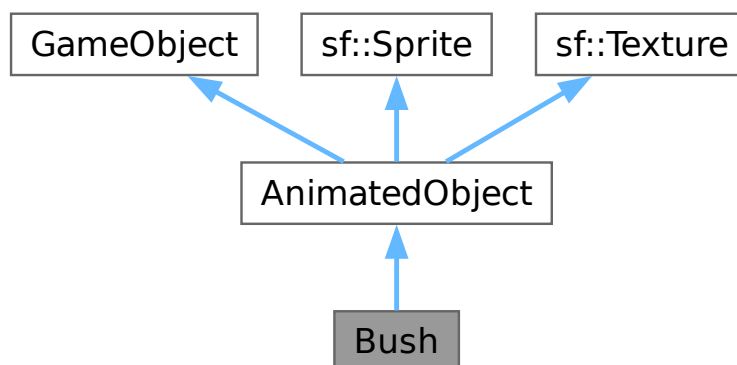 GameObject
sf::Sprite
sf::Texture
AnimatedObject
Bush